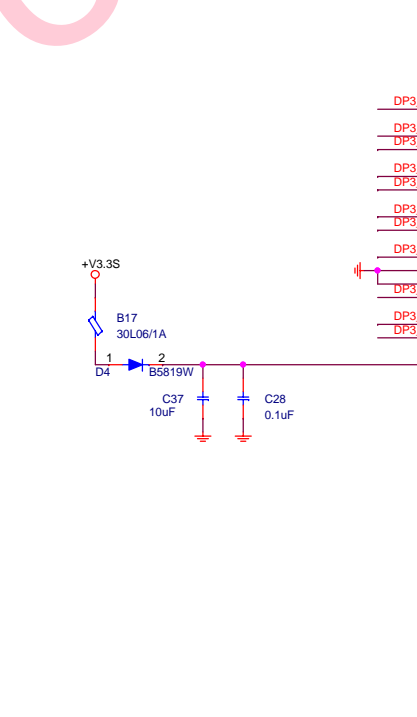 DP3
DP3
DP3
DP3
DP3
DP3
DP3
DP3
+V3.3S
DP3
B17
DP3
30L06/1A
DP3
1
2
D4
B5819W
C37
C28
10uF
0.1uF